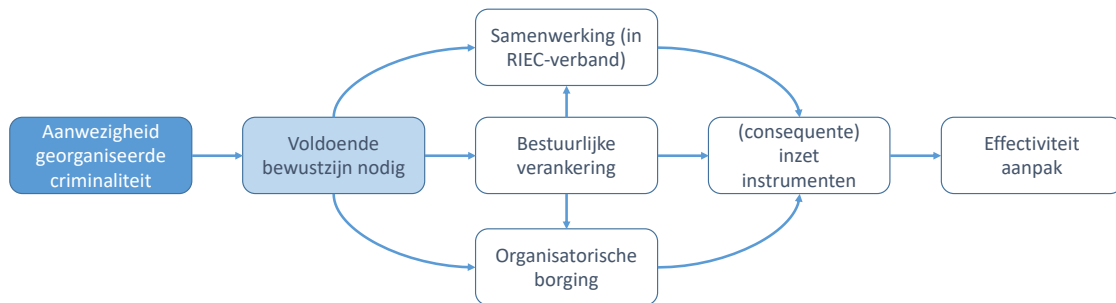 Samenwerking (in
RIEC-verband)
Aanwezigheid
georganiseerde
criminaliteit
Voldoende
bewustzijn nodig
Bestuurlijke
verankering
(consequente)
inzet
instrumenten
Effectiviteit
aanpak
Organisatorische
borging